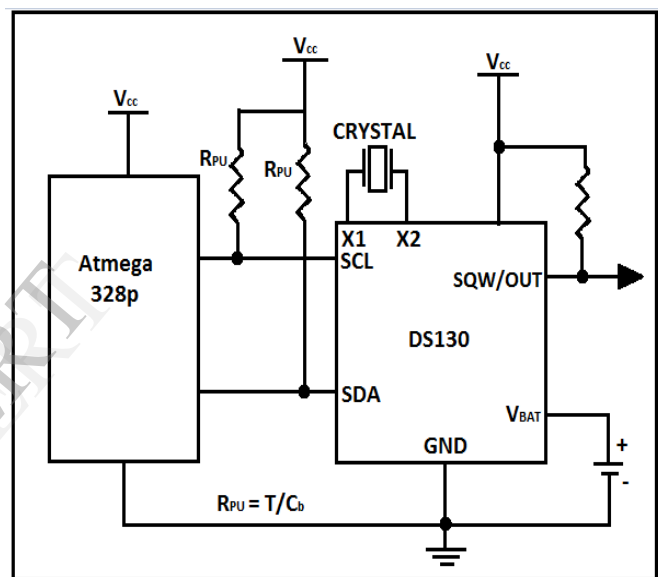 Vcc
Vcc
Vcc
CRYSTAL
RPU
RPU
X1
X2
Atmega
328p
SCL
SQW/OUT
DS130
SDA
VBAT
GND
+
-
RPU = T/Cb
ERT